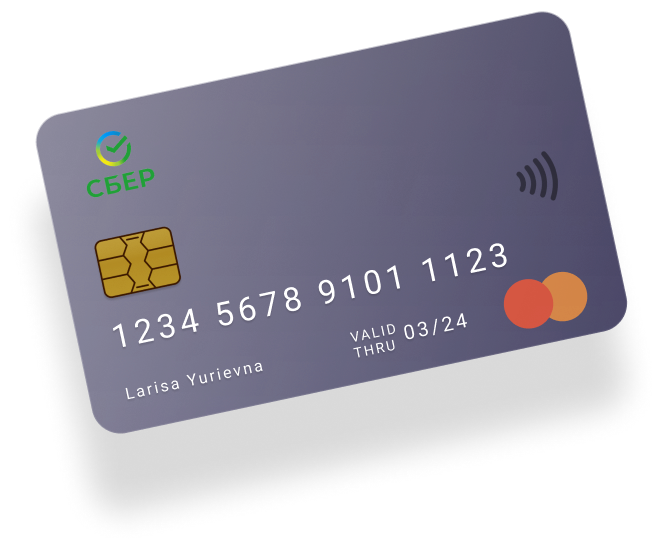 СБЕР
1234 5678 9101 1123
VALID
THRU 03/24
Larisa Yurievna